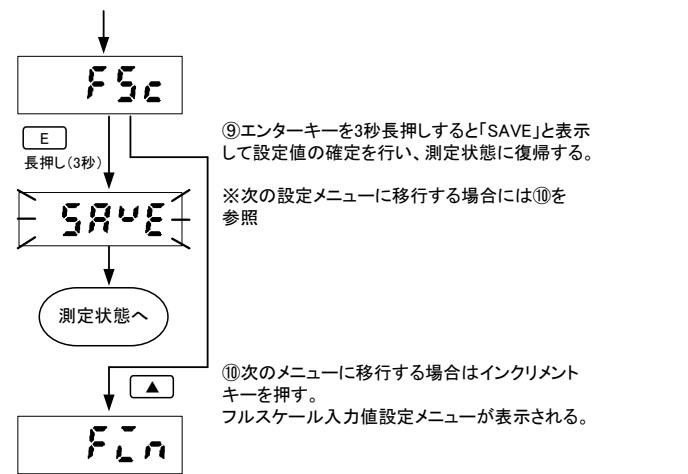 FSc
E
長押し(3秒)
⑨エンターキーを3秒長押しすると「SAVE」と表示
して設定値の確定を行い、測定状態に復帰する。
※次の設定メニューに移行する場合には⑩を
参照
SAVE
測定状態へ
▲
⑩次のメニューに移行する場合はインクリメント
キーを押す。
フルスケール入力値設定メニューが表示される。
Fin